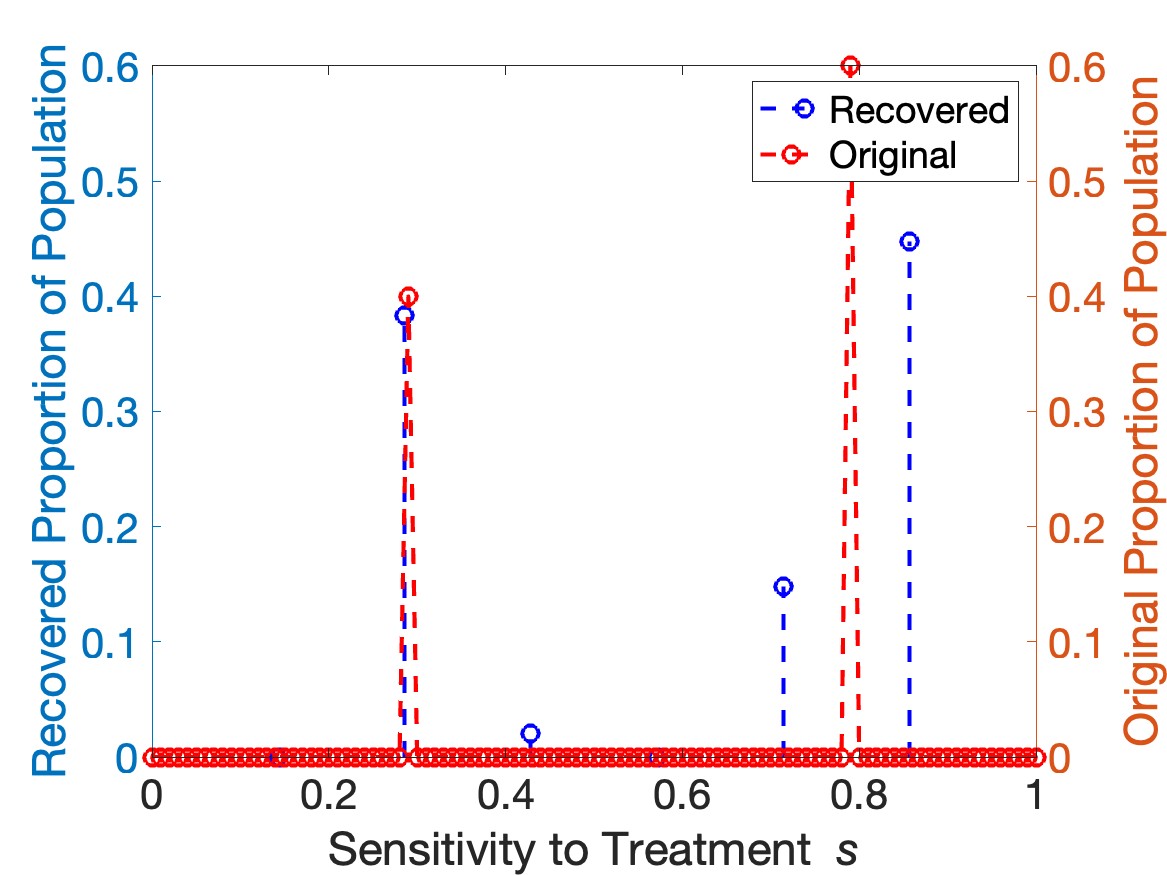 Recovered Proportion of Population
0.6
0.5
0.4
0.3
0.2
0.1
0
Recovered
Original
0.6
0.5
0.4
0.3
0.2
0.1
0
Original Proportion of Population
0 0.2 0.4 0.6 0.8 1
Sensitivity to Treatment s